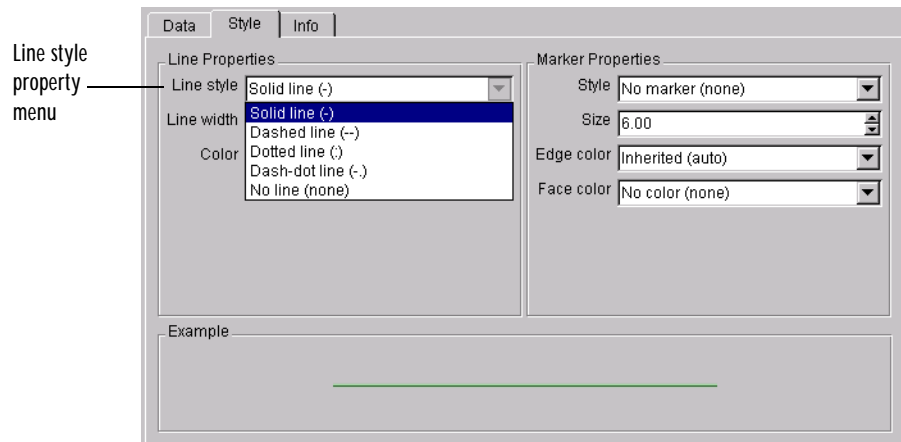 Data Style Info
Line style
property
menu
Line Properties
Line style Solid line (-)
Solid line (-)
Dashed line (--)
Dotted line (:)
Dash-dot line (-.)
No line (none)
Line width
Color
Marker Properties
Style No marker (none)
Size 6.00
Edge color Inherited (auto)
Face color No color (none)
Example